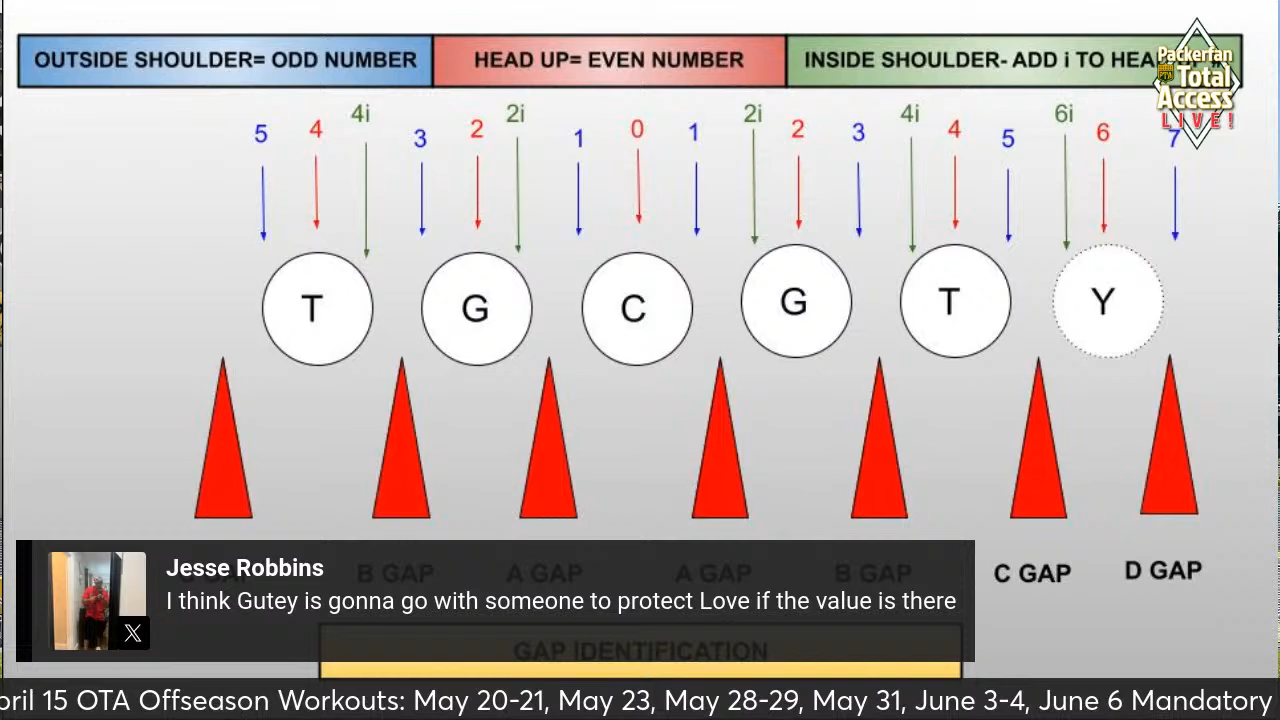 OUTSIDE SHOULDER= ODD NUMBER
HEAD UP= EVEN NUMBER
INSIDE SHOULDER- ADD i TO
Packerfan
PTA
Total
Access
LIVE!
5 4 4i 3 2 2i 1 0 1 2i 2 3 4i 4 5 6i 6 7
T G C G T Y
B GAP A GAP A GAP B GAP C GAP D GAP
Jesse Robbins
I think Gutey is gonna go with someone to protect Love if the value is there
GAP IDENTIFICATION
15 OTA Offseason Workouts: May 20-21, May 23, May 28-29, May 31, June 3-4, June 6 Mandatory